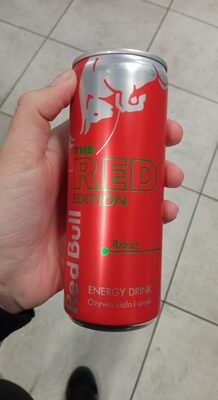 Red Bull
THE
RED
EDITION
Arbuz
ENERGY DRINK
Ożywia ciało i umysł.